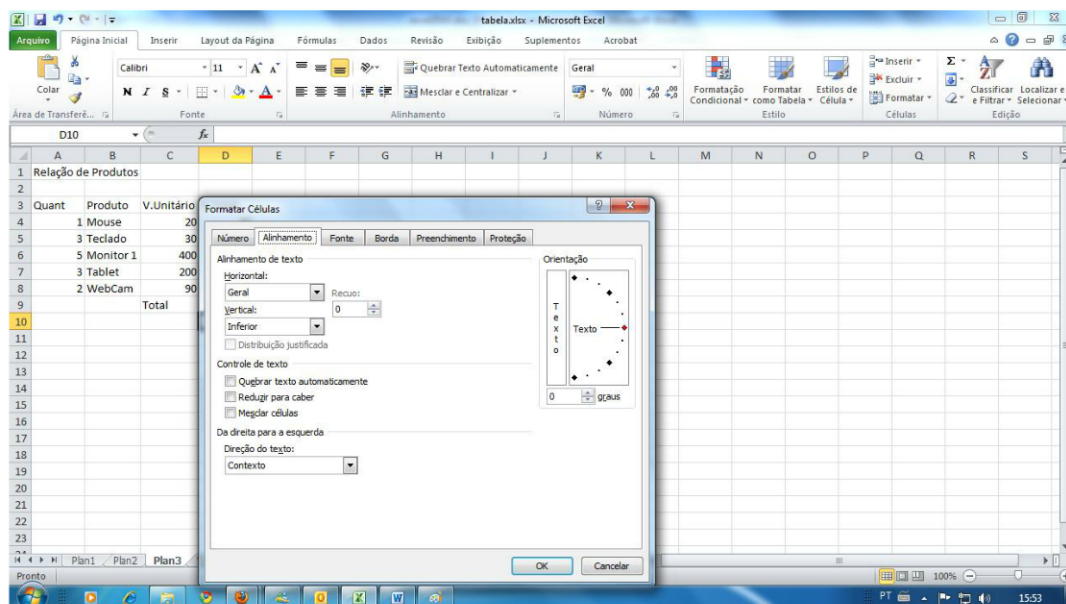 tabela.xlsx - Microsoft Excel
Arquivo Página Inicial Inserir Layout da Página Fórmulas Dados Revisão Exibição Suplementos Acrobat
Colar
Calibri 11
N I S
Quebrar Texto Automaticamente
Mesclar e Centralizar
Geral
% 000
Formatação Condicional
Formatar como Tabela
Estilos de Célula
Inserir
Excluir
Formatar
Classificar e Filtrar
Localizar e Selecionar
Área de Transferê... Fonte Alinhamento Número Estilo Células Edição
D10 fx
A B C D E F G H I J K L M N O P Q R S
1 Relação de Produtos
2
3 Quant Produto V.Unitário
4 1 Mouse 20
5 3 Teclado 30
6 5 Monitor 1 400
7 3 Tablet 200
8 2 WebCam 90
9 Total
10
11
12
13
14
15
16
17
18
19
20
21
22
23
Formatar Células
Número Alinhamento Fonte Borda Preenchimento Proteção
Alinhamento de texto
Horizontal:
Geral
Recuo:
Vertical:
0
Inferior
Distribuição justificada
Controle de texto
Quebrar texto automaticamente
Reduzir para caber
Mesclar células
Da direita para a esquerda
Direção do texto:
Contexto
Orientação
Texto
Texto
0 graus
OK Cancelar
Plan1 Plan2 Plan3
Pronto
100%
PT
15:53